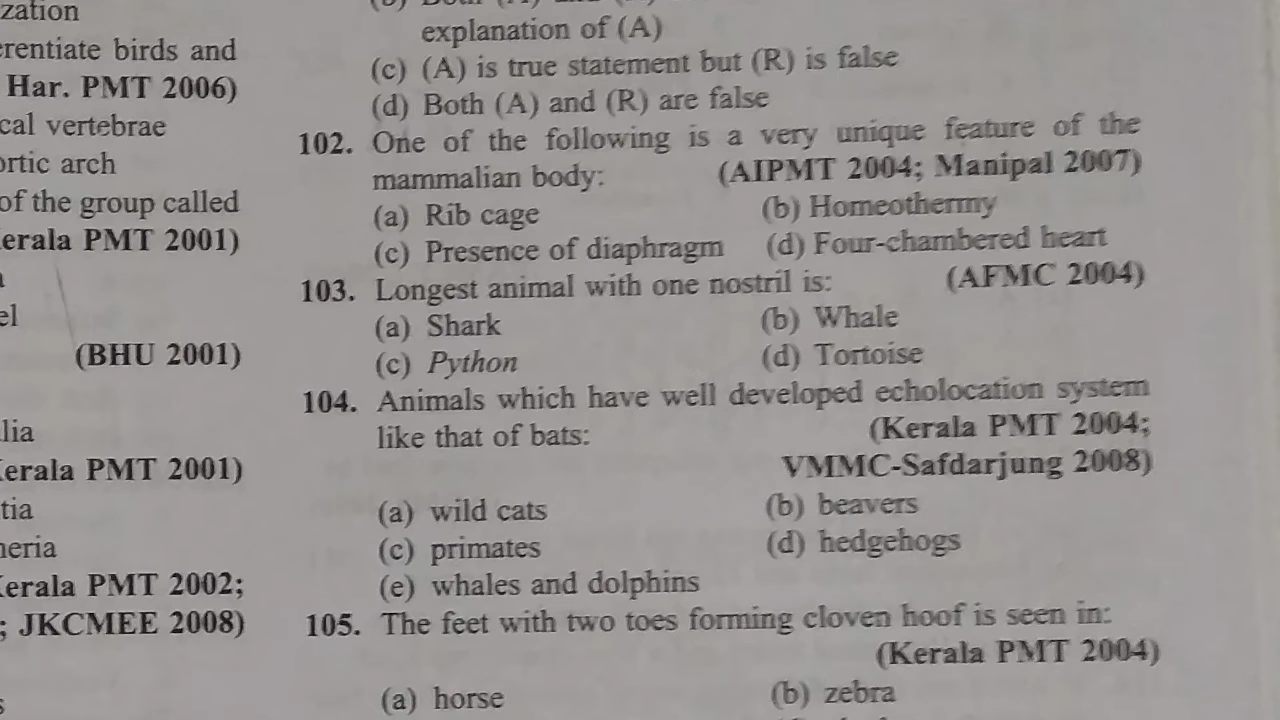 zation
erentiate birds and
Har. PMT 2006)
cal vertebrae
ortic arch
of the group called
erala PMT 2001)
el
(BHU 2001)
lia
erala PMT 2001)
tia
neria
erala PMT 2002;
; JKCMEE 2008)
s
explanation of (A)
(c) (A) is true statement but (R) is false
(d) Both (A) and (R) are false
102. One of the following is a very unique feature of the
mammalian body: (AIPMT 2004; Manipal 2007)
(a) Rib cage (b) Homeothermy
(c) Presence of diaphragm (d) Four-chambered heart
103. Longest animal with one nostril is: (AFMC 2004)
(a) Shark (b) Whale
(c) Python (d) Tortoise
104. Animals which have well developed echolocation system
like that of bats: (Kerala PMT 2004;
VMMC-Safdarjung 2008)
(a) wild cats (b) beavers
(c) primates (d) hedgehogs
(e) whales and dolphins
105. The feet with two toes forming cloven hoof is seen in:
(Kerala PMT 2004)
(a) horse (b) zebra